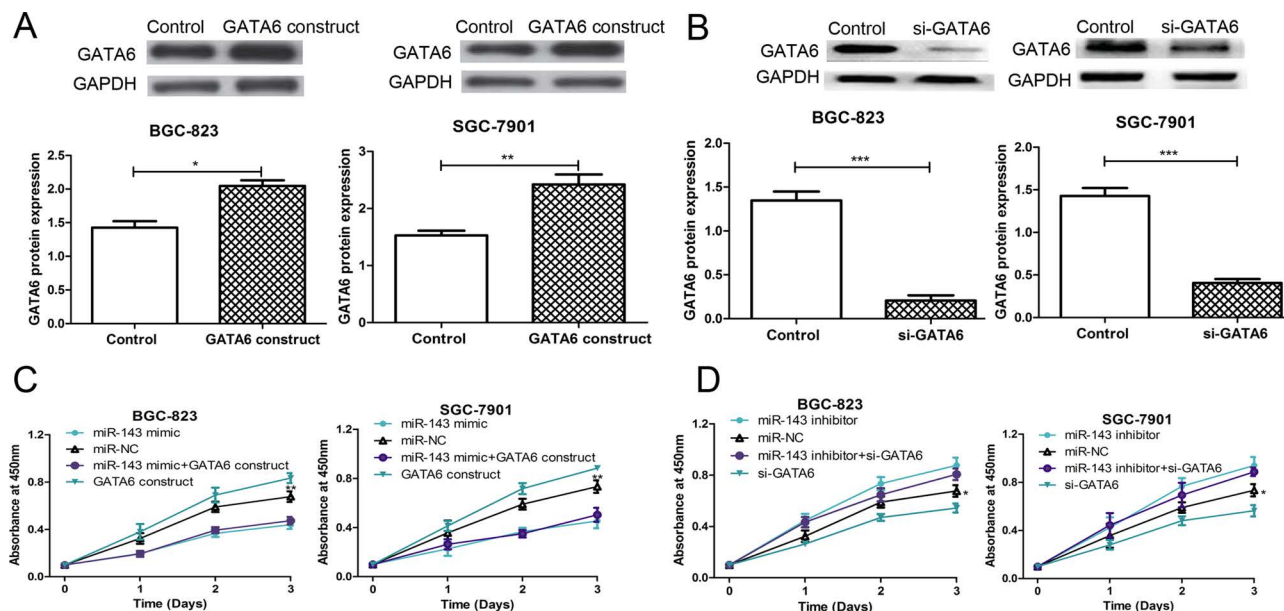 A
Control GATA6 construct
GATA6
GAPDH
BGC-823
GATA6 protein expression
2.5
2.0
1.5
1.0
0.5
0.0
*
Control
GATA6 construct
Control GATA6 construct
GATA6
GAPDH
SGC-7901
GATA6 protein expression
3
2
1
0
**
Control
GATA6 construct
B
Control si-GATA6
GATA6
GAPDH
BGC-823
GATA6 protein expression
2.0
1.5
1.0
0.5
0.0
***
Control
si-GATA6
Control si-GATA6
GATA6
GAPDH
SGC-7901
GATA6 protein expression
2.0
1.5
1.0
0.5
0.0
***
Control
si-GATA6
C
BGC-823
miR-143 mimic
miR-NC
miR-143 mimic+GATA6 construct
GATA6 construct
Absorbance at 450nm
1.2
0.8
0.4
0.0
**
0 1 2 3
Time (Days)
SGC-7901
miR-143 mimic
miR-NC
miR-143 mimic+GATA6 construct
GATA6 construct
Absorbance at 450nm
1.2
0.8
0.4
0.0
**
0 1 2 3
Time (Days)
D
BGC-823
miR-143 inhibitor
miR-NC
miR-143 inhibitor+si-GATA6
si-GATA6
Absorbance at 450nm
1.2
0.8
0.4
0.0
*
0 1 2 3
Time (Days)
SGC-7901
miR-143 inhibitor
miR-NC
miR-143 inhibitor+si-GATA6
si-GATA6
Absorbance at 450nm
1.2
0.9
0.6
0.3
0.0
*
0 1 2 3
Time (Days)